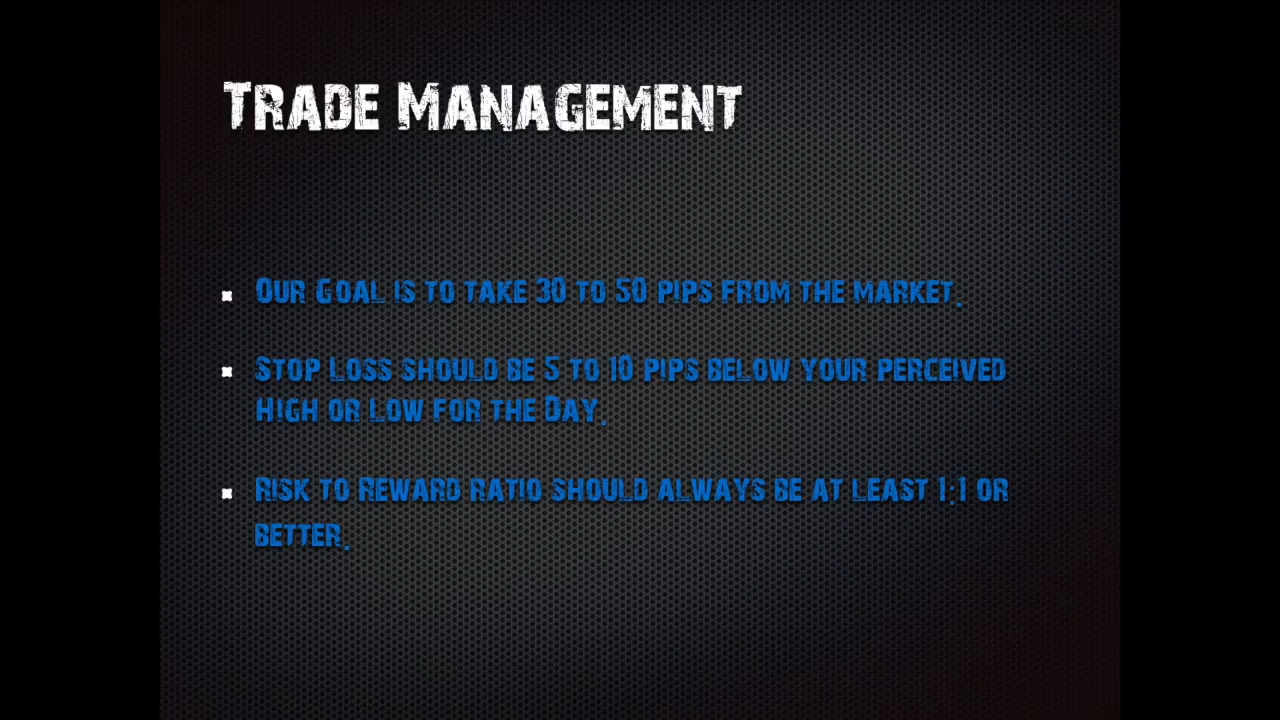 Trade Management
Our Goal is to take 30 to 50 pips from the market.
Stop Loss should be 5 to 10 pips below your perceived
High or low for the Day.
Risk to Reward ratio should always be at least 1:1 or
better.